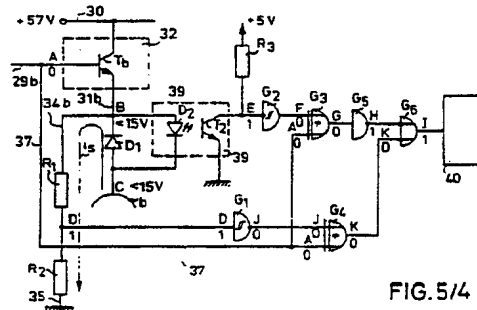 +57V 30
+5V
32
A
0
Tb
29b
31b
39
R3
34b
B
<15V
D2
T2
E
1
G2
F
0
G3
A
0
G
0
G5
H
1
G6
K
0
I
1
37
Is
D1
39
40
R1
C <15V
b
G1
D
1
D
1
J
0
J
0
G4
A
0
K
0
R2
35
37
FIG.5/4